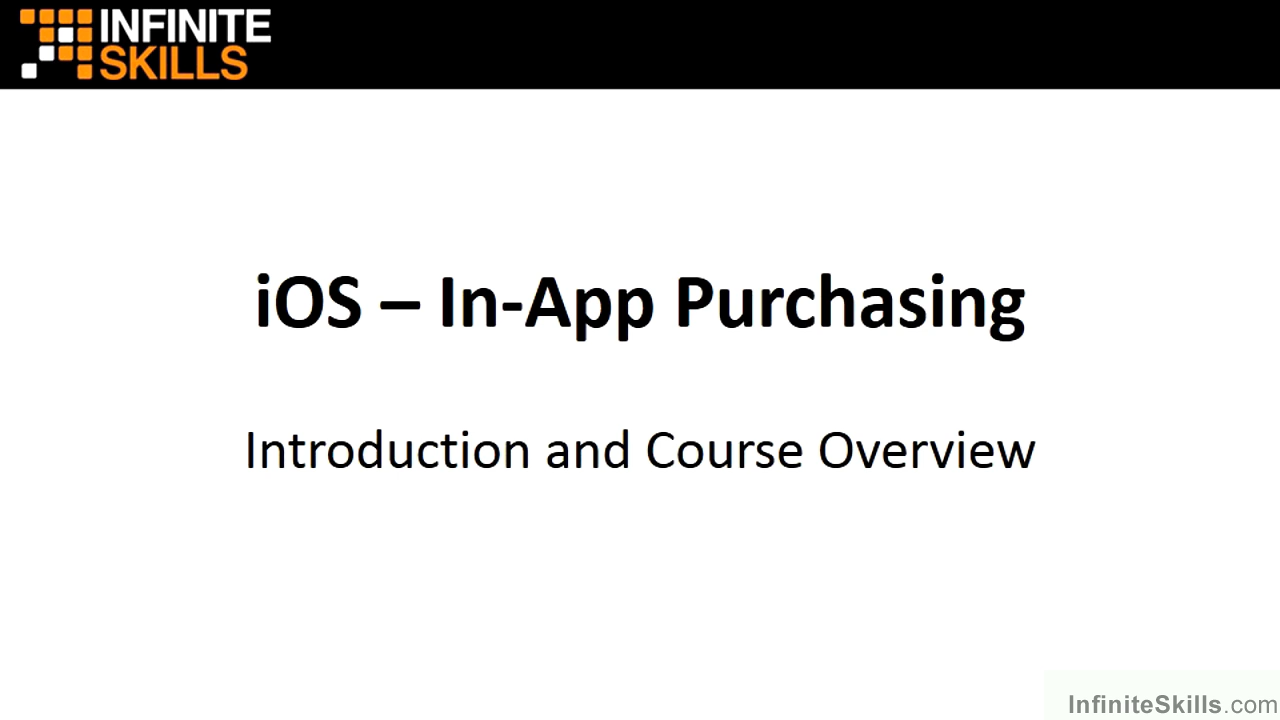 INFINITE
SKILLS
iOS – In-App Purchasing
Introduction and Course Overview
InfiniteSkills.com